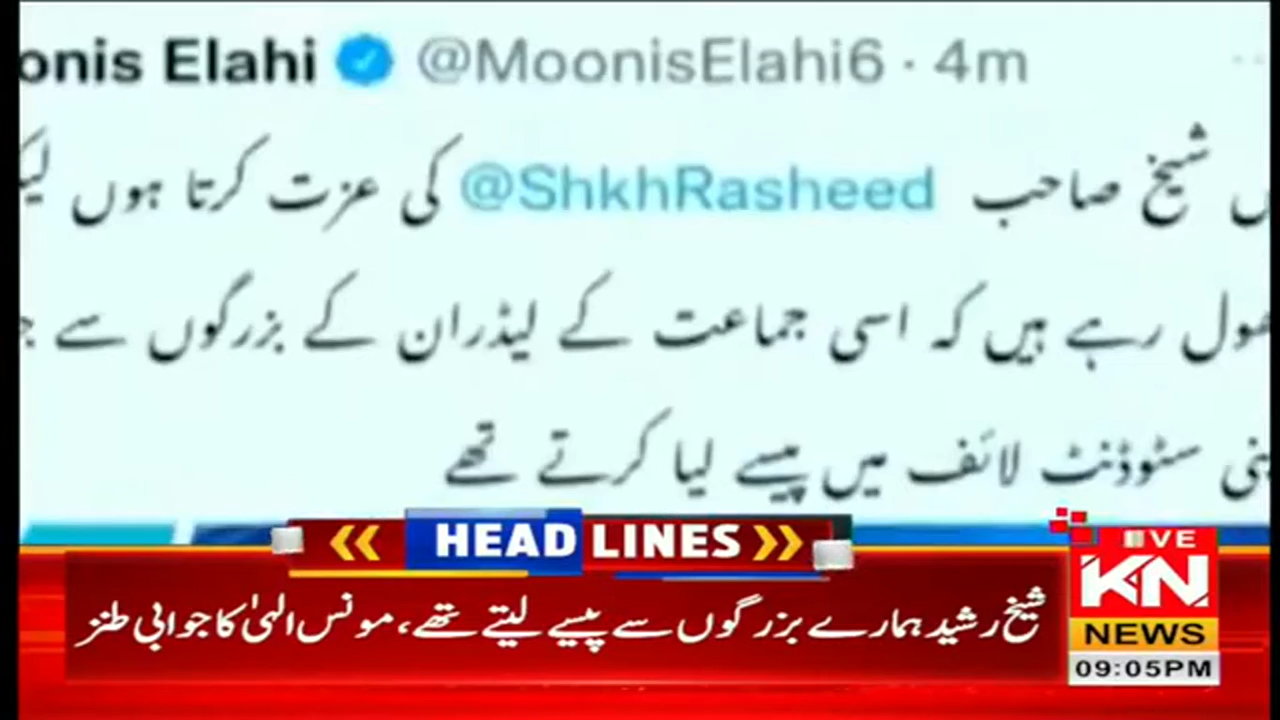 onis Elahi @MoonisElahi6 · 4m
شیخ صاحب @ShkhRasheed کی عزت کرتا ہوں
رہے ہیں کہ اسی جماعت کے لیڈران کے بزرگوں سے
سٹوڈنٹ لائف میں پیسے لیا کرتے تھے
« HEADLINES »
شیخ رشید ہمارے بزرگوں سے پیسے لیتے تھے، مونس الہیٰ کا جوابی طنز
LIVE
KN
NEWS
09:05PM